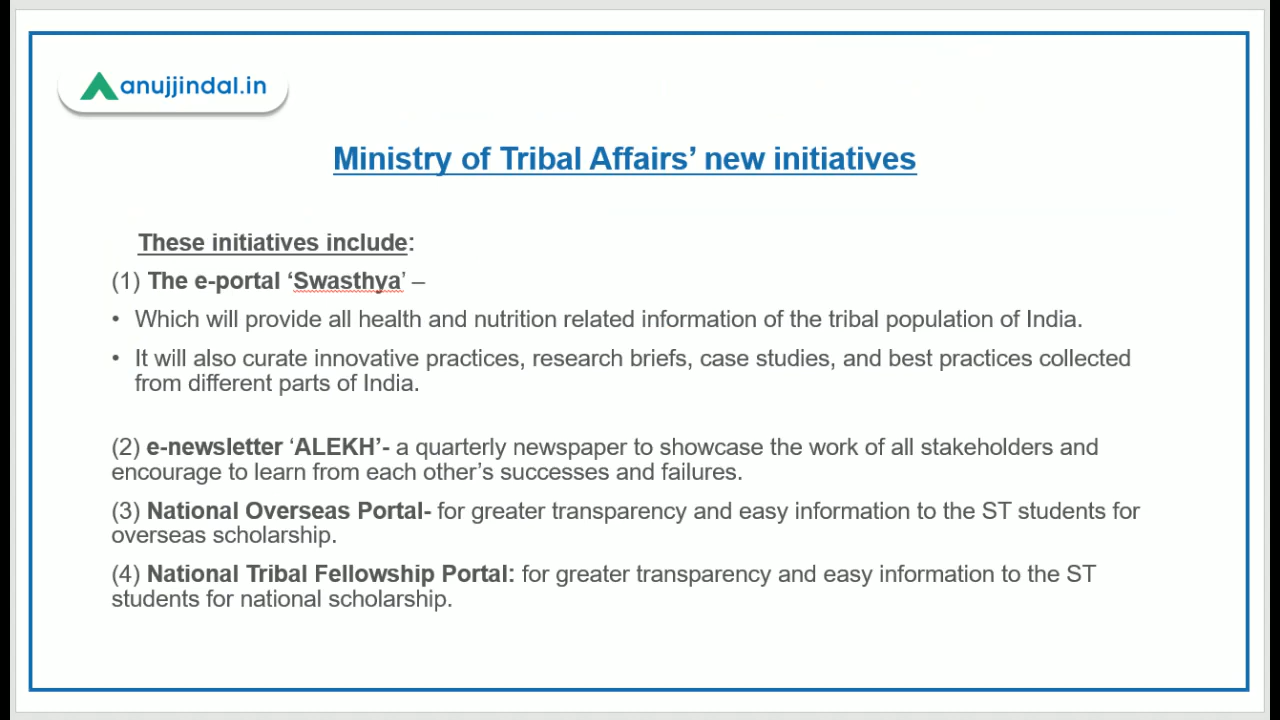 anujjindal.in
Ministry of Tribal Affairs’ new initiatives
These initiatives include:
(1) The e-portal ‘Swasthya’ –
• Which will provide all health and nutrition related information of the tribal population of India.
• It will also curate innovative practices, research briefs, case studies, and best practices collected
from different parts of India.
(2) e-newsletter ‘ALEKH’- a quarterly newspaper to showcase the work of all stakeholders and
encourage to learn from each other’s successes and failures.
(3) National Overseas Portal- for greater transparency and easy information to the ST students for
overseas scholarship.
(4) National Tribal Fellowship Portal: for greater transparency and easy information to the ST
students for national scholarship.